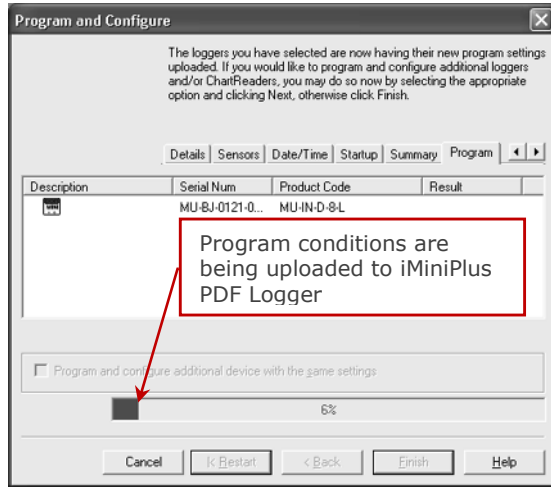 Program and Configure
The loggers you have selected are now having their new program settings
uploaded. If you would like to program and configure additional loggers
and/or ChartReaders, you may do so now by selecting the appropriate
option and clicking Next, otherwise click Finish.
Details Sensors Date/Time Startup Summary Program
Description Serial Num Product Code Result
MU-BJ-0121-0... MU-IN-D-8-L
Program conditions are
being uploaded to iMiniPlus
PDF Logger
Program and configure additional device with the same settings
6%
Cancel |< Restart < Back Finish Help